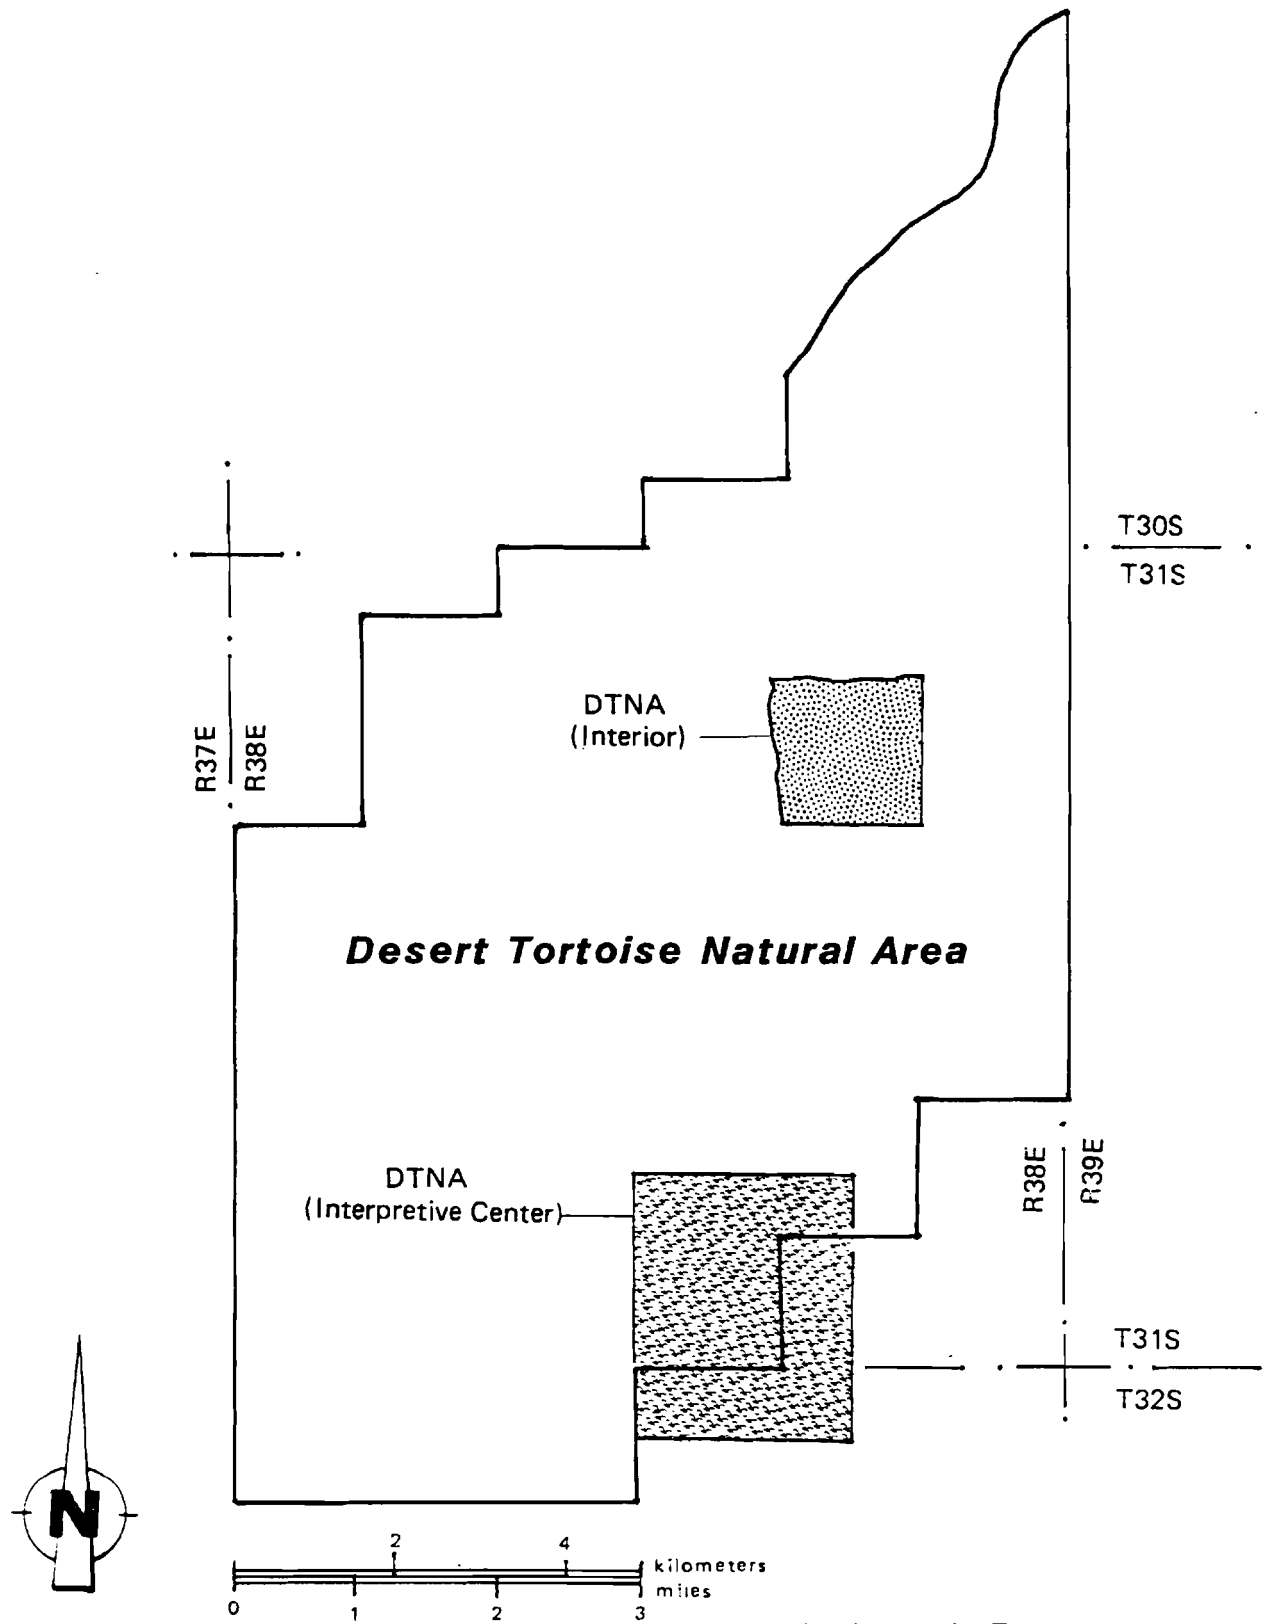 T30S
T31S
DTNA
(Interior)
R37E
R38E
Desert Tortoise Natural Area
R38E
R39E
DTNA
(Interpretive Center)
T31S
T32S
N
2 4
kilometers
miles
0 1 2 3